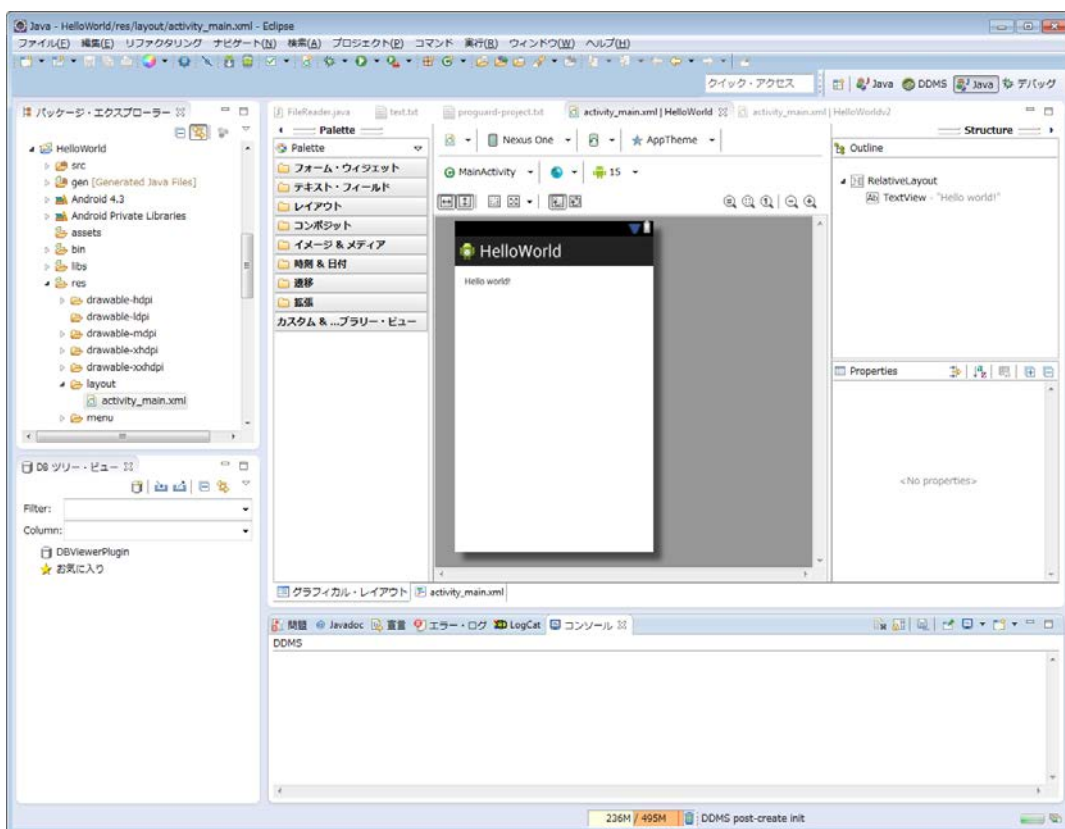 Java - HelloWorld/res/layout/activity_main.xml - Eclipse
ファイル(F) 編集(E) リファクタリング ナビゲート(N) 検索(A) プロジェクト(P) コマンド 実行(R) ウィンドウ(W) ヘルプ(H)
クイック・アクセス
Java DDMS Java デバッグ
パッケージ・エクスプローラー
HelloWorld
src
gen [Generated Java Files]
Android 4.3
Android Private Libraries
assets
bin
libs
res
drawable-hdpi
drawable-ldpi
drawable-mdpi
drawable-xhdpi
drawable-xxhdpi
layout
activity_main.xml
menu
DB ツリー・ビュー
Filter:
Column:
DBViewerPlugin
お気に入り
FileReader.java text.txt proguard-project.txt activity_main.xml | HelloWorld activity_main.xml | HelloWorldv2
Palette
Palette
フォーム・ウィジェット
テキスト・フィールド
レイアウト
コンポジット
イメージ & メディア
時刻 & 日付
遷移
拡張
カスタム & ...ブラリー・ビュー
Nexus One AppTheme
MainActivity 15
HelloWorld
Hello world!
グラフィカル・レイアウト activity_main.xml
Structure
Outline
RelativeLayout
Ab TextView - "Hello world!"
Properties
<No properties>
問題 Javadoc 宣言 エラー・ログ LogCat コンソール
DDMS
236M / 495M DDMS post-create init